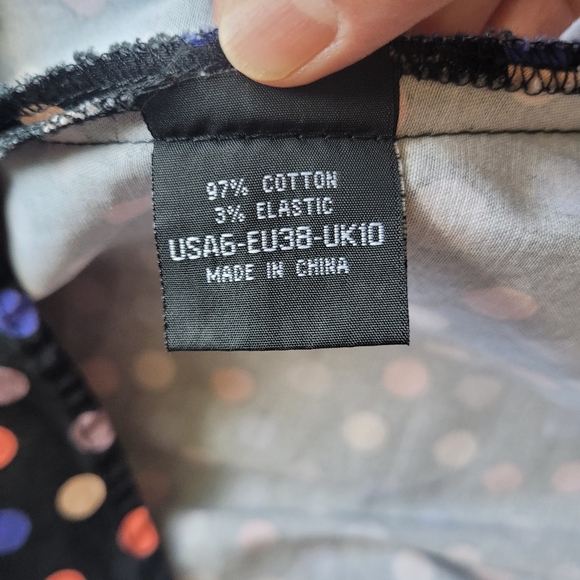 97% COTTON
3% ELASTIC
USA6-EU38-UK10
MADE IN CHINA